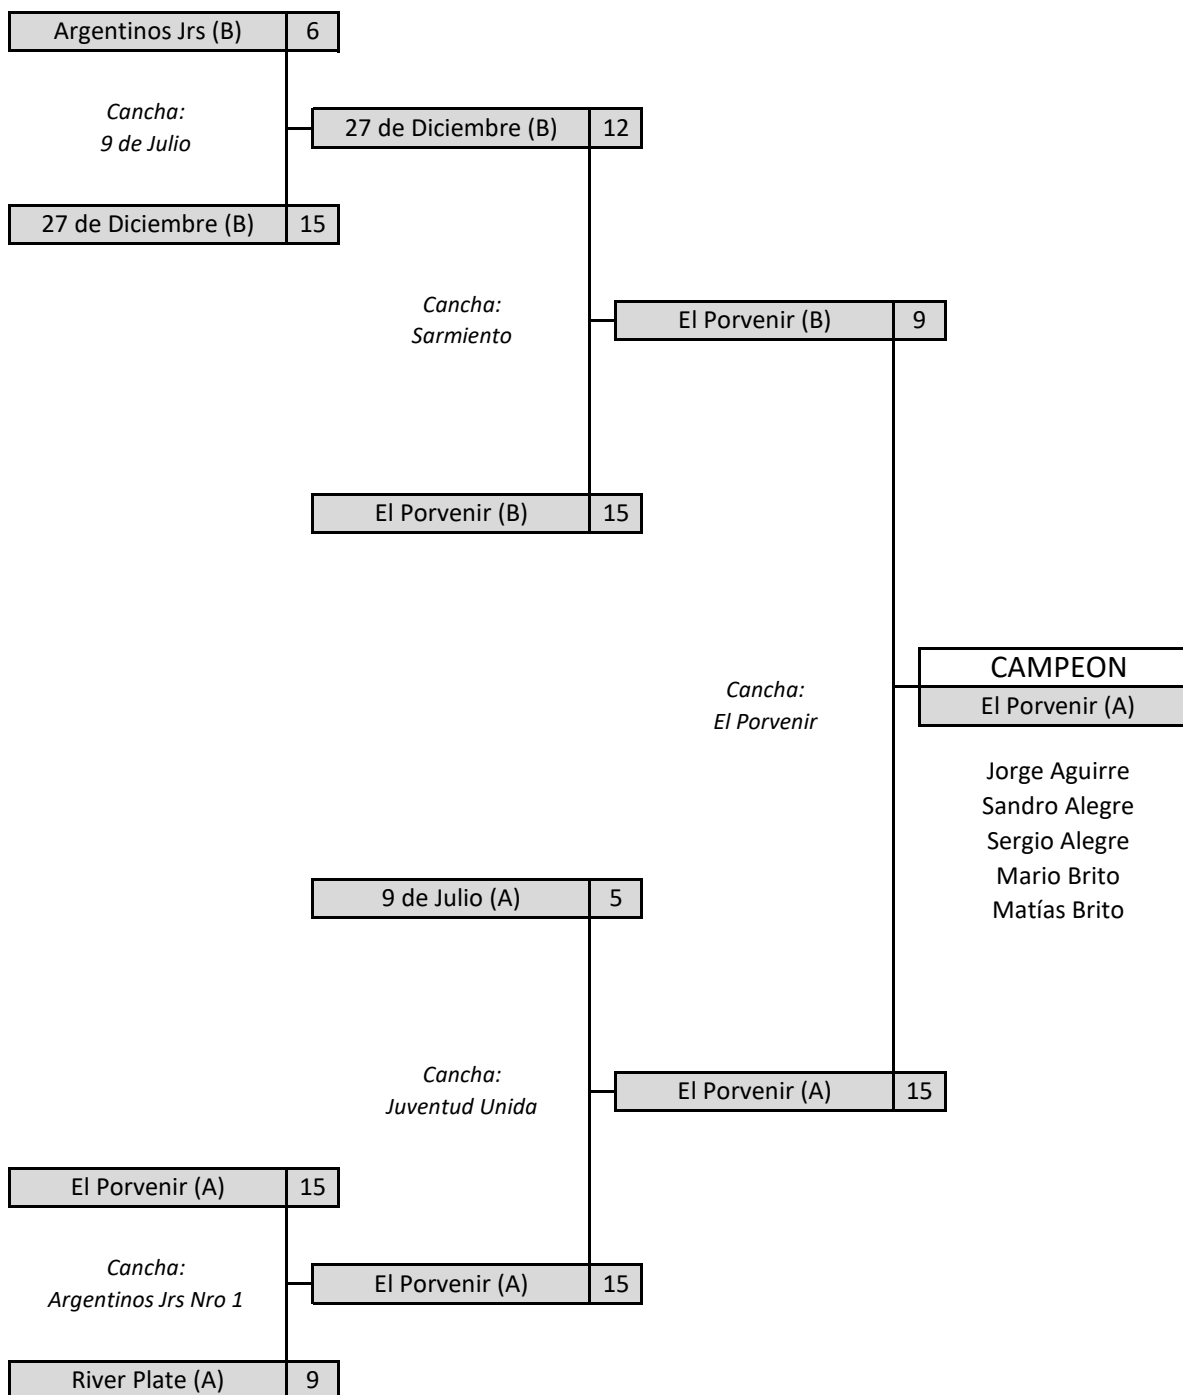 Argentinos Jrs (B) 6
Cancha:
9 de Julio
27 de Diciembre (B) 12
27 de Diciembre (B) 15
Cancha:
Sarmiento
El Porvenir (B) 9
El Porvenir (B) 15
CAMPEON
El Porvenir (A)
Cancha:
El Porvenir
Jorge Aguirre
Sandro Alegre
Sergio Alegre
Mario Brito
Matías Brito
9 de Julio (A) 5
Cancha:
Juventud Unida
El Porvenir (A) 15
El Porvenir (A) 15
Cancha:
Argentinos Jrs Nro 1
El Porvenir (A) 15
River Plate (A) 9